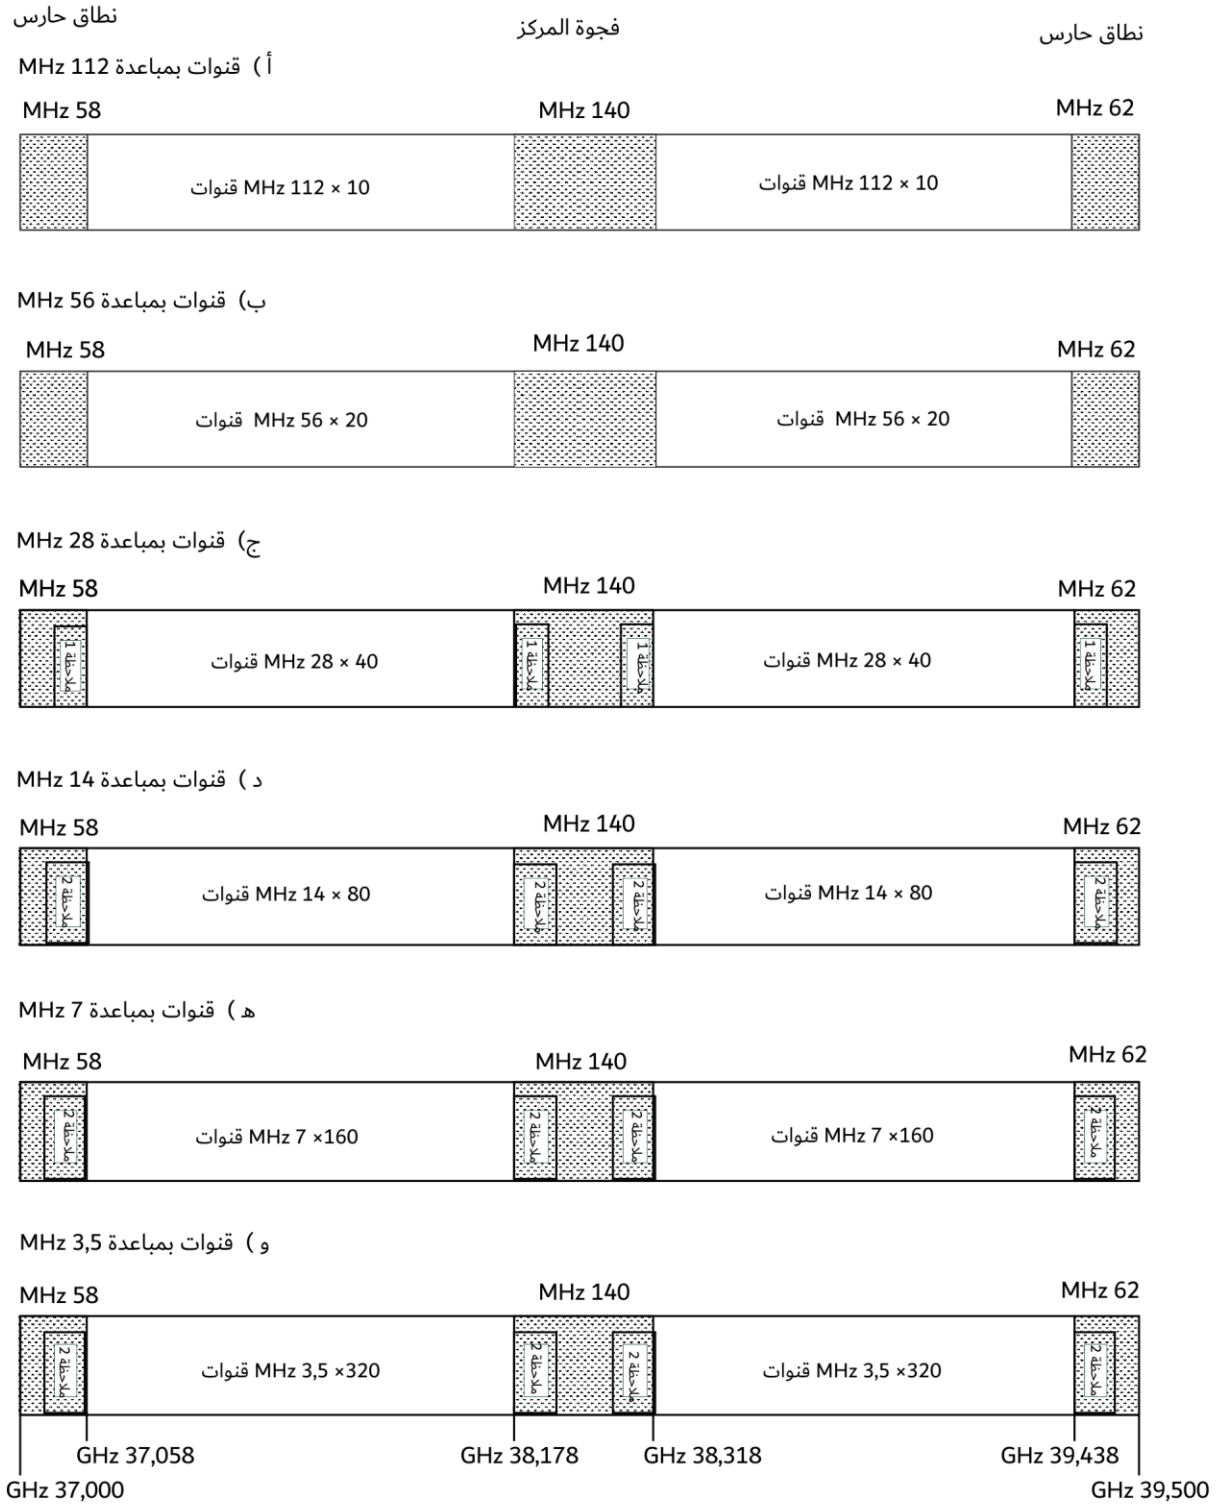 نطاق حارس
فجوة المركز
نطاق حارس
أ ) قنوات بمباعدة 112 MHz
MHz 58
MHz 140
MHz 62
10 × 112 MHz قنوات
10 × 112 MHz قنوات
ب) قنوات بمباعدة 56 MHz
MHz 58
MHz 140
MHz 62
20 × 56 MHz قنوات
20 × 56 MHz قنوات
ج) قنوات بمباعدة 28 MHz
MHz 58
MHz 140
MHz 62
ملاحظة 1
40 × 28 MHz قنوات
ملاحظة 1
ملاحظة 1
40 × 28 MHz قنوات
ملاحظة 1
د ) قنوات بمباعدة 14 MHz
MHz 58
MHz 140
MHz 62
ملاحظة 2
80 × 14 MHz قنوات
ملاحظة 2
ملاحظة 2
80 × 14 MHz قنوات
ملاحظة 2
ه ) قنوات بمباعدة 7 MHz
MHz 58
MHz 140
MHz 62
ملاحظة 2
160× 7 MHz قنوات
ملاحظة 2
ملاحظة 2
160× 7 MHz قنوات
ملاحظة 2
و ) قنوات بمباعدة 3,5 MHz
MHz 58
MHz 140
MHz 62
ملاحظة 2
320× 3,5 MHz قنوات
ملاحظة 2
ملاحظة 2
320× 3,5 MHz قنوات
ملاحظة 2
GHz 37,058
GHz 38,178
GHz 38,318
GHz 39,438
GHz 37,000
GHz 39,500